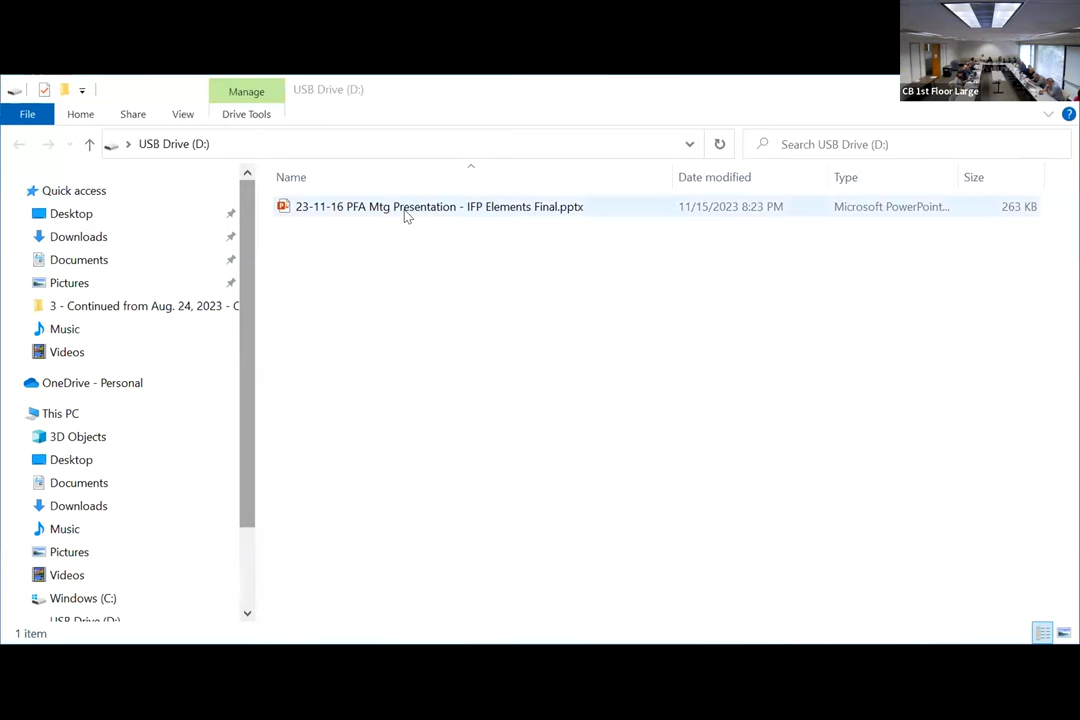 CB 1st Floor Large
Manage
USB Drive (D:)
File
Home
Share
View
Drive Tools
USB Drive (D:)
Search USB Drive (D:)
Name
Date modified
Type
Size
23-11-16 PFA Mtg Presentation - IFP Elements Final.pptx
11/15/2023 8:23 PM
Microsoft PowerPoint...
263 KB
Quick access
Desktop
Downloads
Documents
Pictures
3 - Continued from Aug. 24, 2023 - C
Music
Videos
OneDrive - Personal
This PC
3D Objects
Desktop
Documents
Downloads
Music
Pictures
Videos
Windows (C:)
USB Drive (D:)
1 item